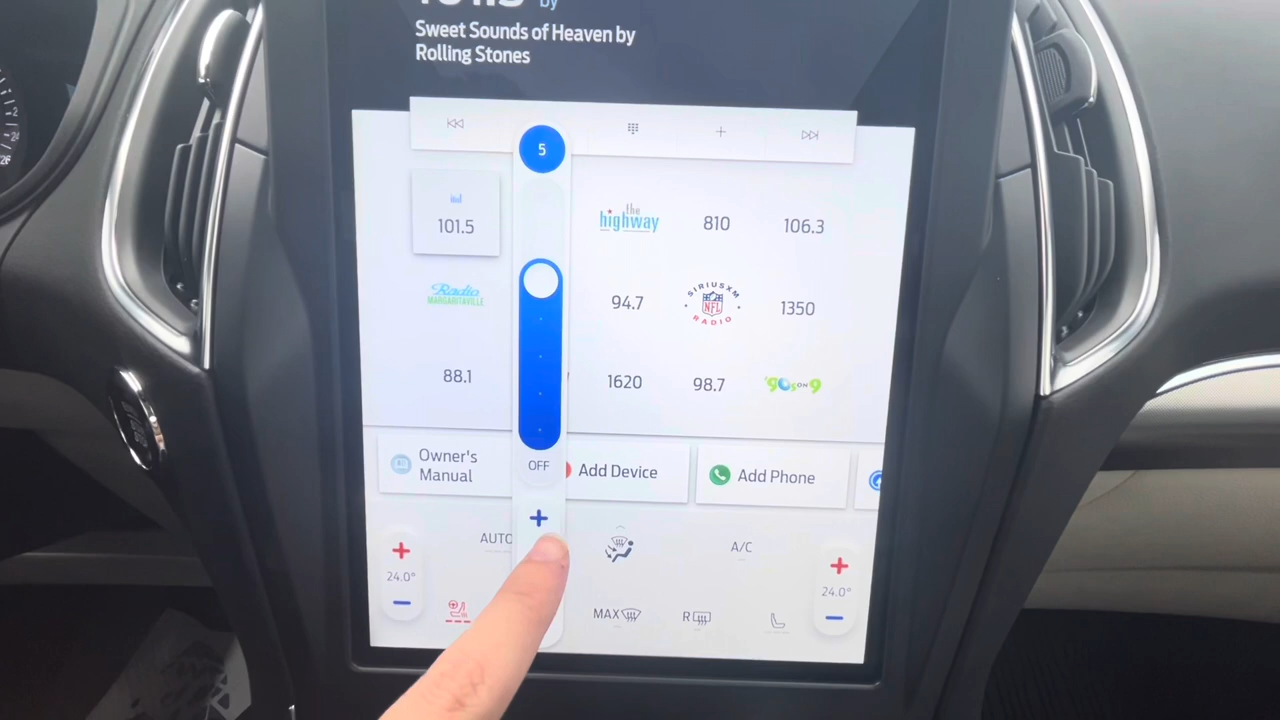 by
Sweet Sounds of Heaven by
Rolling Stones
5
101.5
the
highway
810
106.3
Radio
MARGARITAVILLE
94.7
SIRIUSXM
NFL
RADIO
1350
88.1
1620
98.7
'90s ON 9
Owner's
Manual
OFF
Add Device
Add Phone
AUTO
A/C
24.0°
24.0°
MAX
R